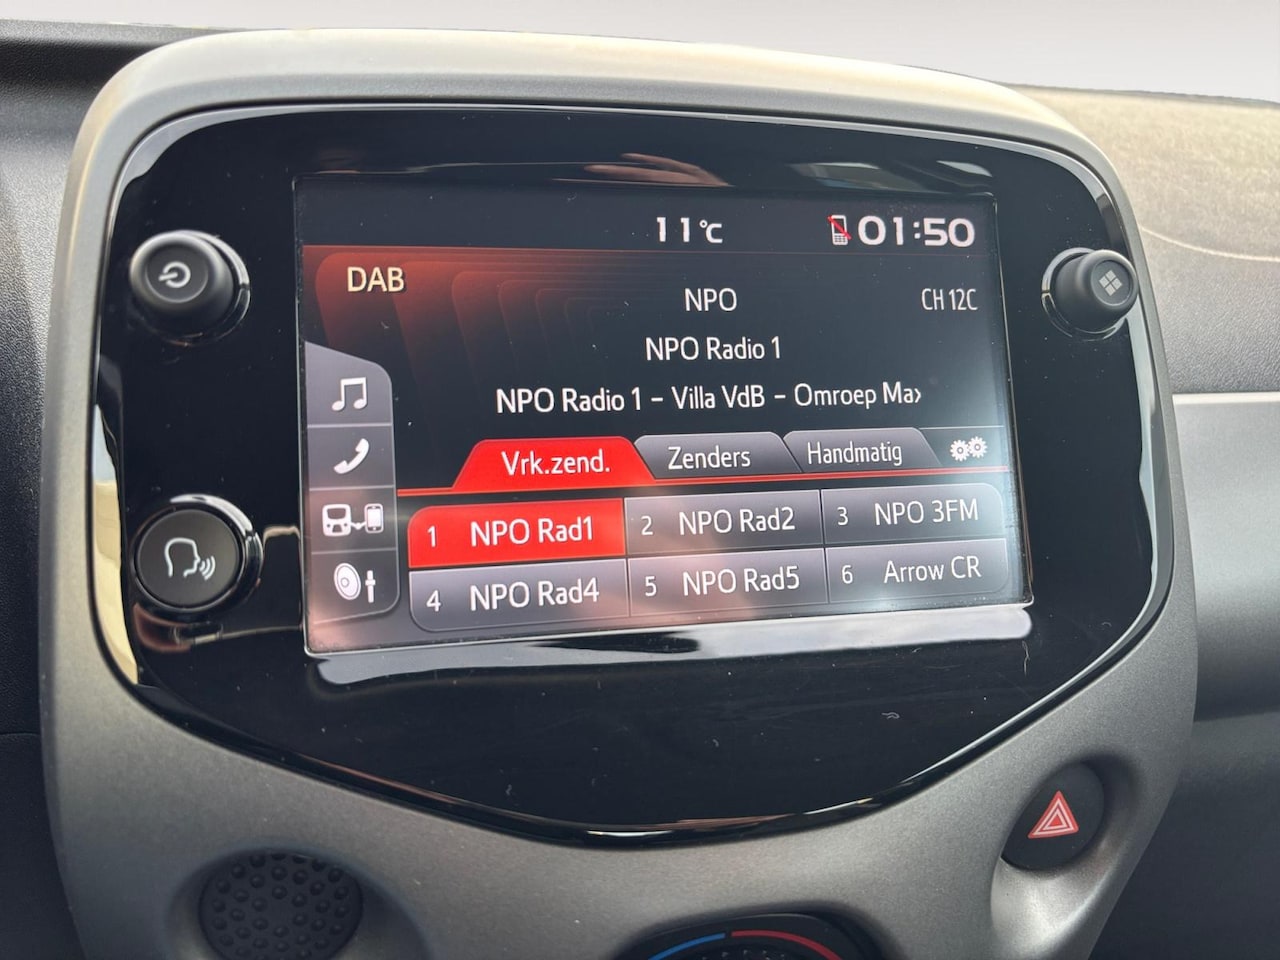 11°C 01:50
DAB
NPO CH 12C
NPO Radio 1
NPO Radio 1 - Villa VdB - Omroep Ma›
Vrk.zend. Zenders Handmatig
1 NPO Rad1 2 NPO Rad2 3 NPO 3FM
4 NPO Rad4 5 NPO Rad5 6 Arrow CR